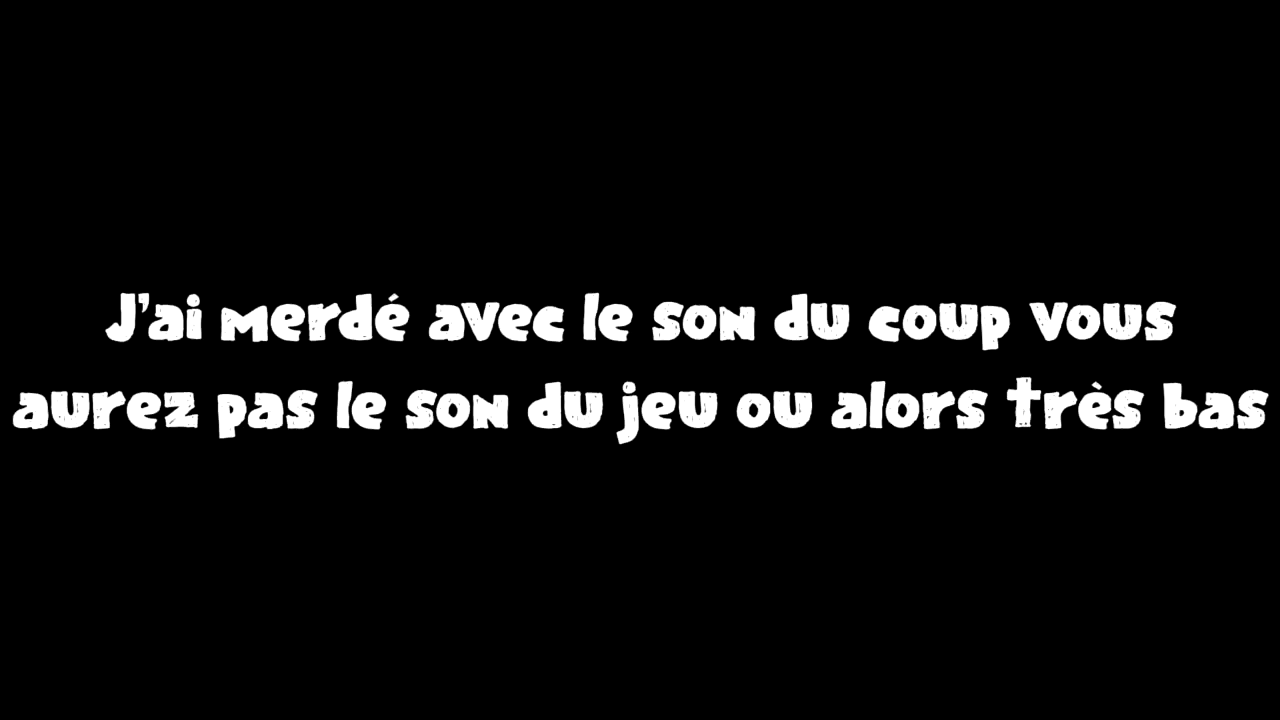 J'ai merdé avec le son du coup vous
aurez pas le son du jeu ou alors très bas